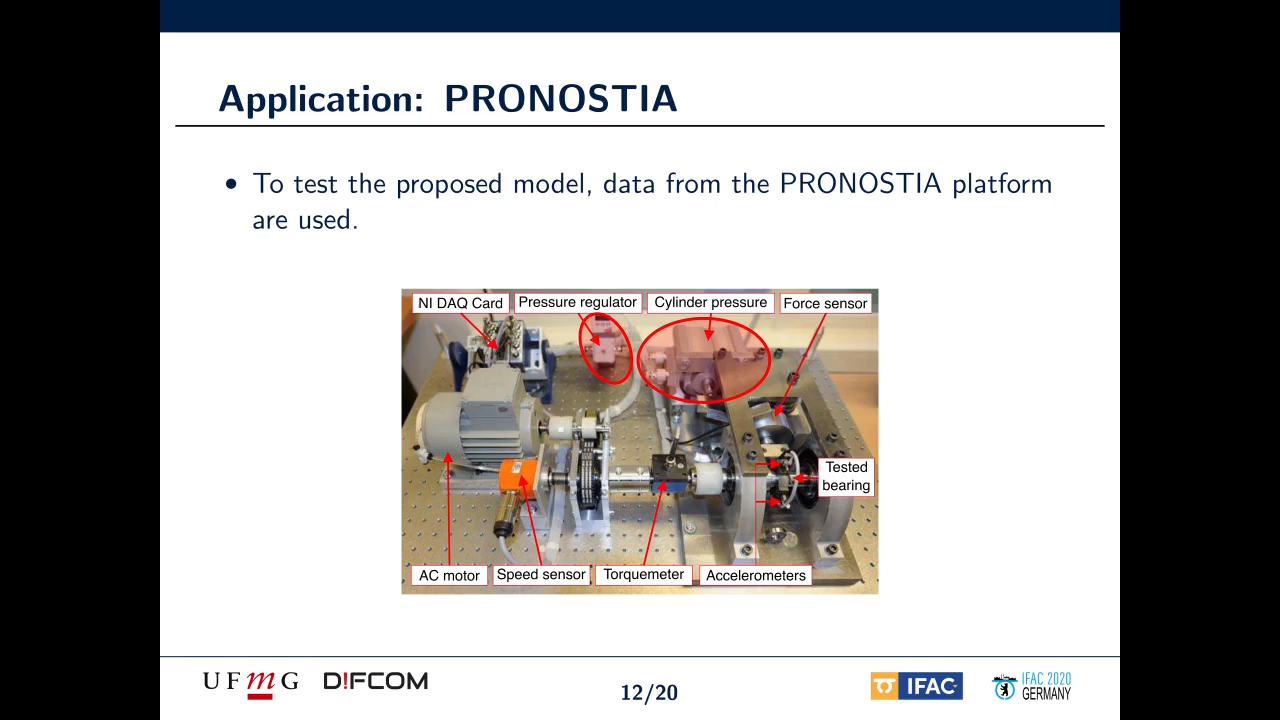 Application: PRONOSTIA
• To test the proposed model, data from the PRONOSTIA platform
are used.
NI DAQ Card
Pressure regulator
Cylinder pressure
Force sensor
Tested
bearing
AC motor
Speed sensor
Torquemeter
Accelerometers
UFmG
D!FCOM
12/20
IFAC
IFAC 2020
GERMANY